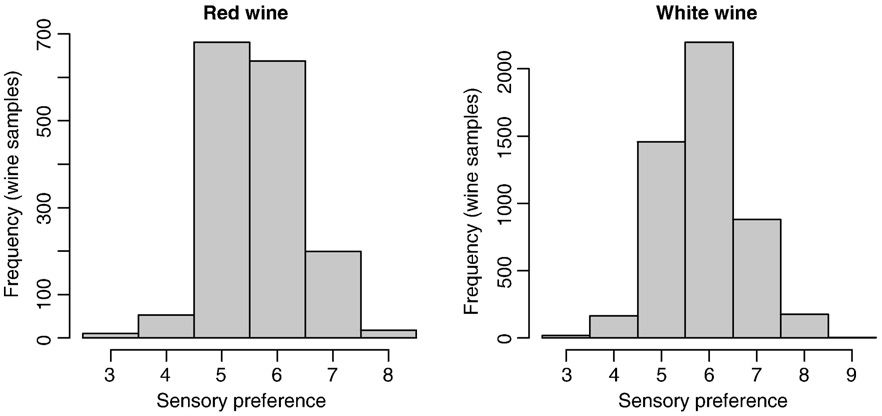 Red wine
Frequency (wine samples)
700
500
300
100
0
3 4 5 6 7 8
Sensory preference
White wine
Frequency (wine samples)
2000
1500
1000
500
0
3 4 5 6 7 8 9
Sensory preference